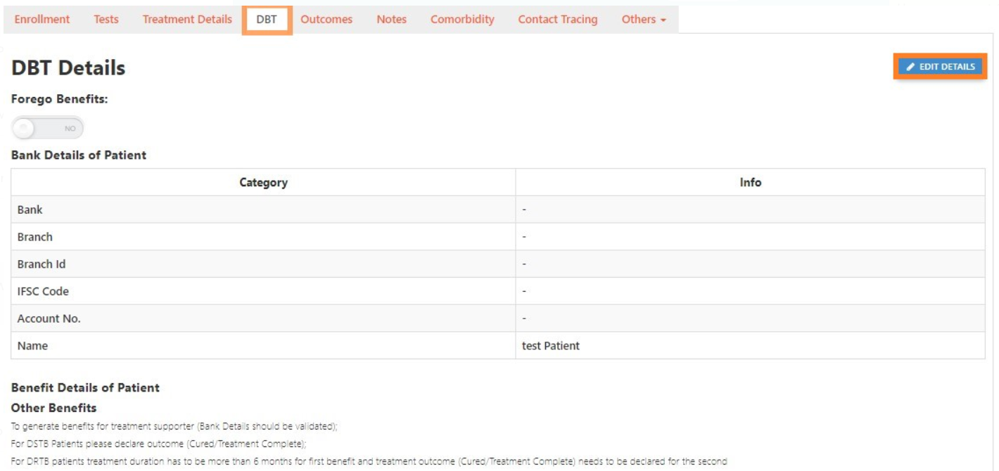 Enrollment Tests Treatment Details DBT Outcomes Notes Comorbidity Contact Tracing Others
DBT Details
EDIT DETAILS
Forego Benefits:
NO
Bank Details of Patient
Category Info
Bank -
Branch -
Branch Id -
IFSC Code -
Account No. -
Name test Patient
Benefit Details of Patient
Other Benefits
To generate benefits for treatment supporter (Bank Details should be validated);
For DSTB Patients please declare outcome (Cured/Treatment Complete);
For DRTB patients treatment duration has to be more than 6 months for first benefit and treatment outcome (Cured/Treatment Complete) needs to be declared for the second